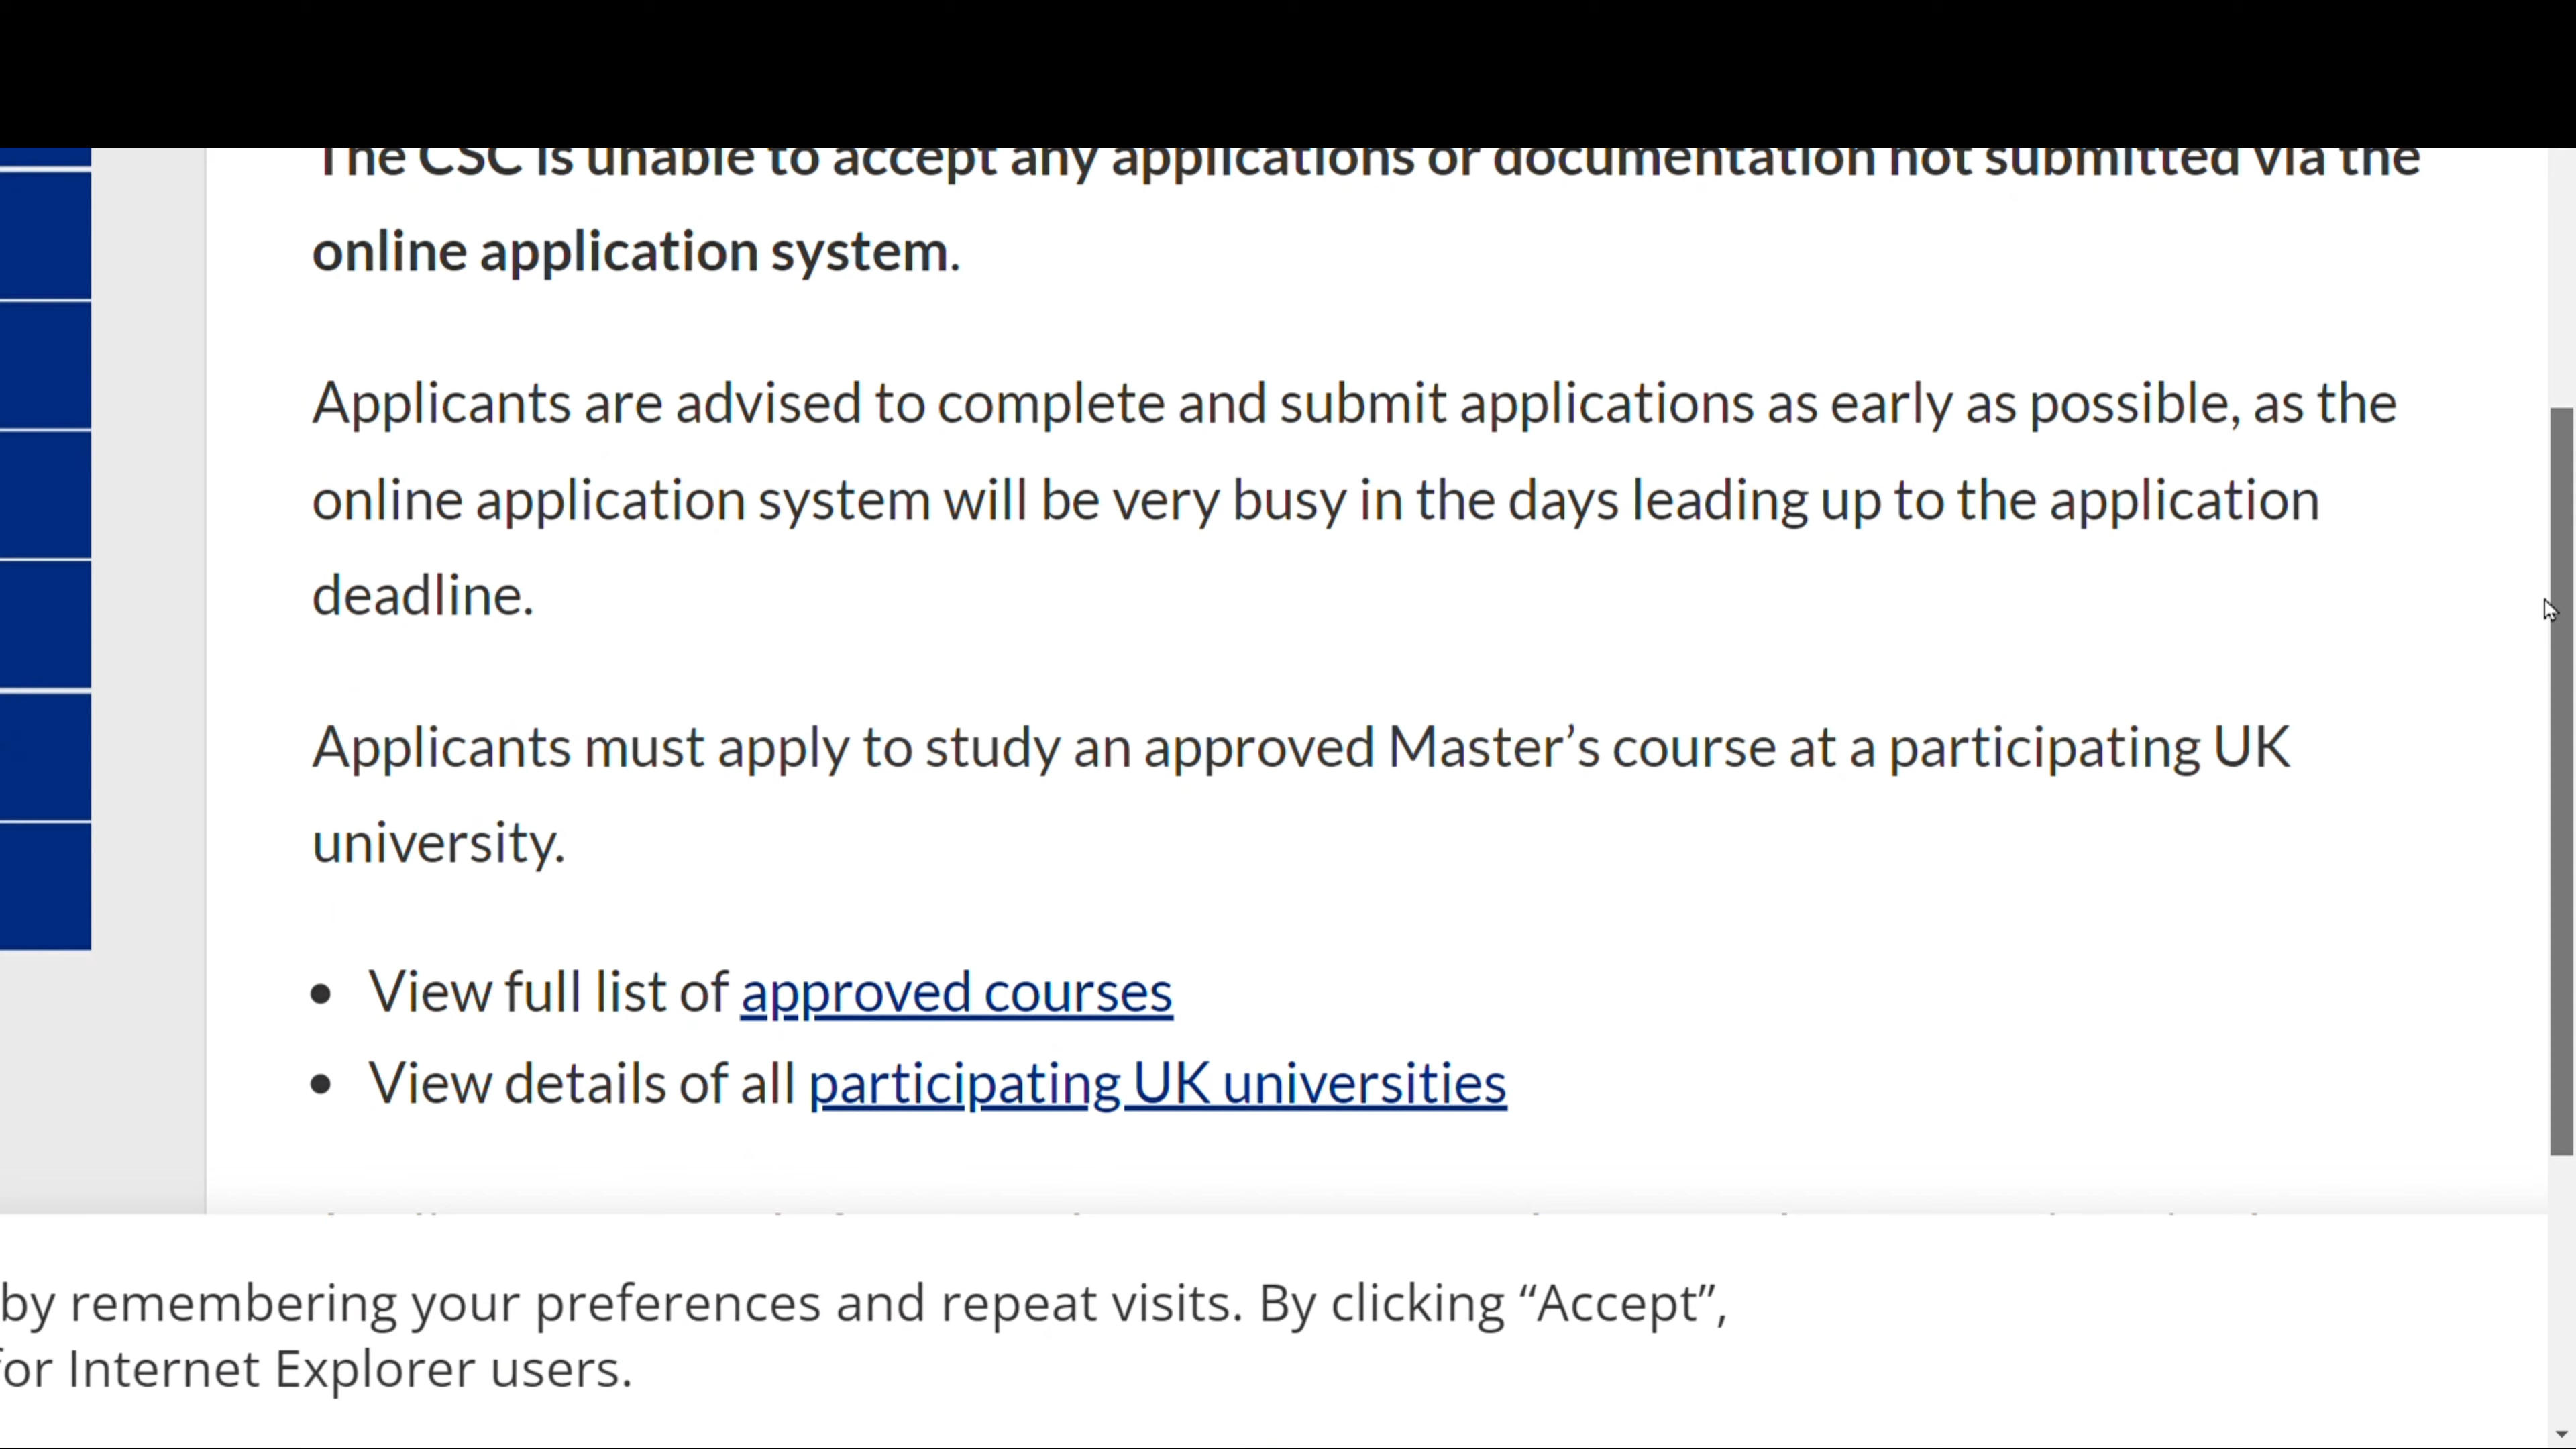 The CSC is unable to accept any applications or documentation not submitted via the
online application system.
Applicants are advised to complete and submit applications as early as possible, as the
online application system will be very busy in the days leading up to the application
deadline.
Applicants must apply to study an approved Master’s course at a participating UK
university.
• View full list of approved courses
• View details of all participating UK universities
by remembering your preferences and repeat visits. By clicking “Accept”,
for Internet Explorer users.